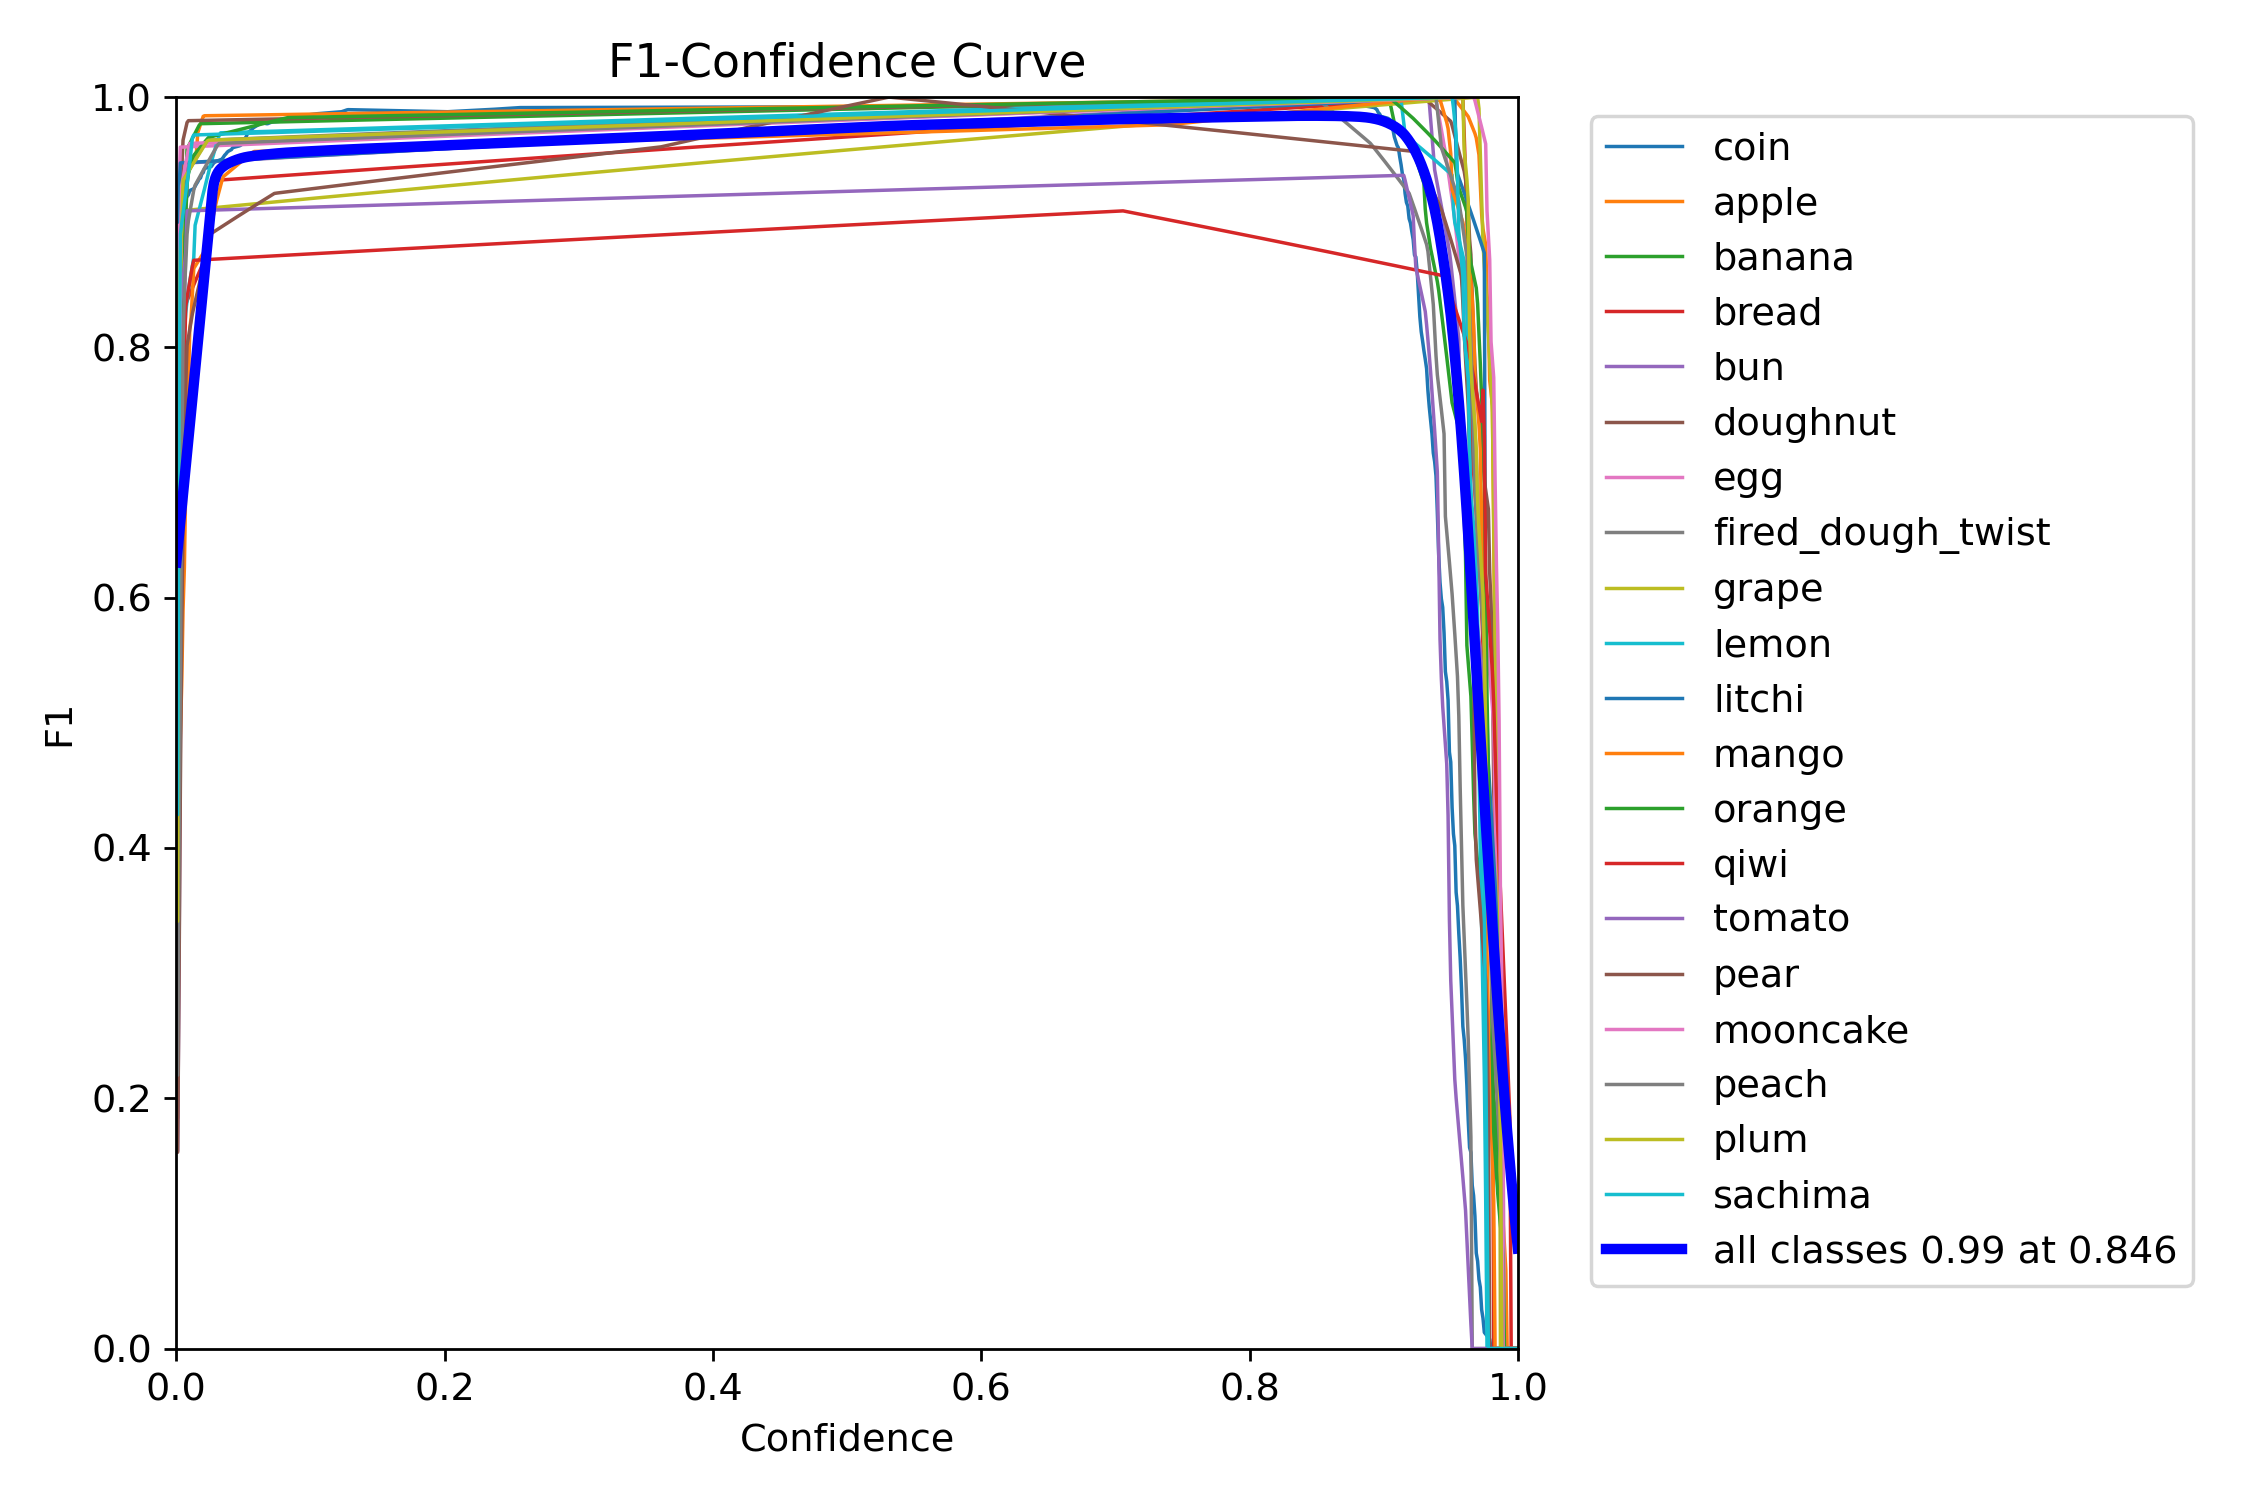 F1-Confidence Curve
1.0
0.8
0.6
0.4
0.2
0.0
F1
0.0 0.2 0.4 0.6 0.8 1.0
Confidence
coin
apple
banana
bread
bun
doughnut
egg
fired_dough_twist
grape
lemon
litchi
mango
orange
qiwi
tomato
pear
mooncake
peach
plum
sachima
all classes 0.99 at 0.846